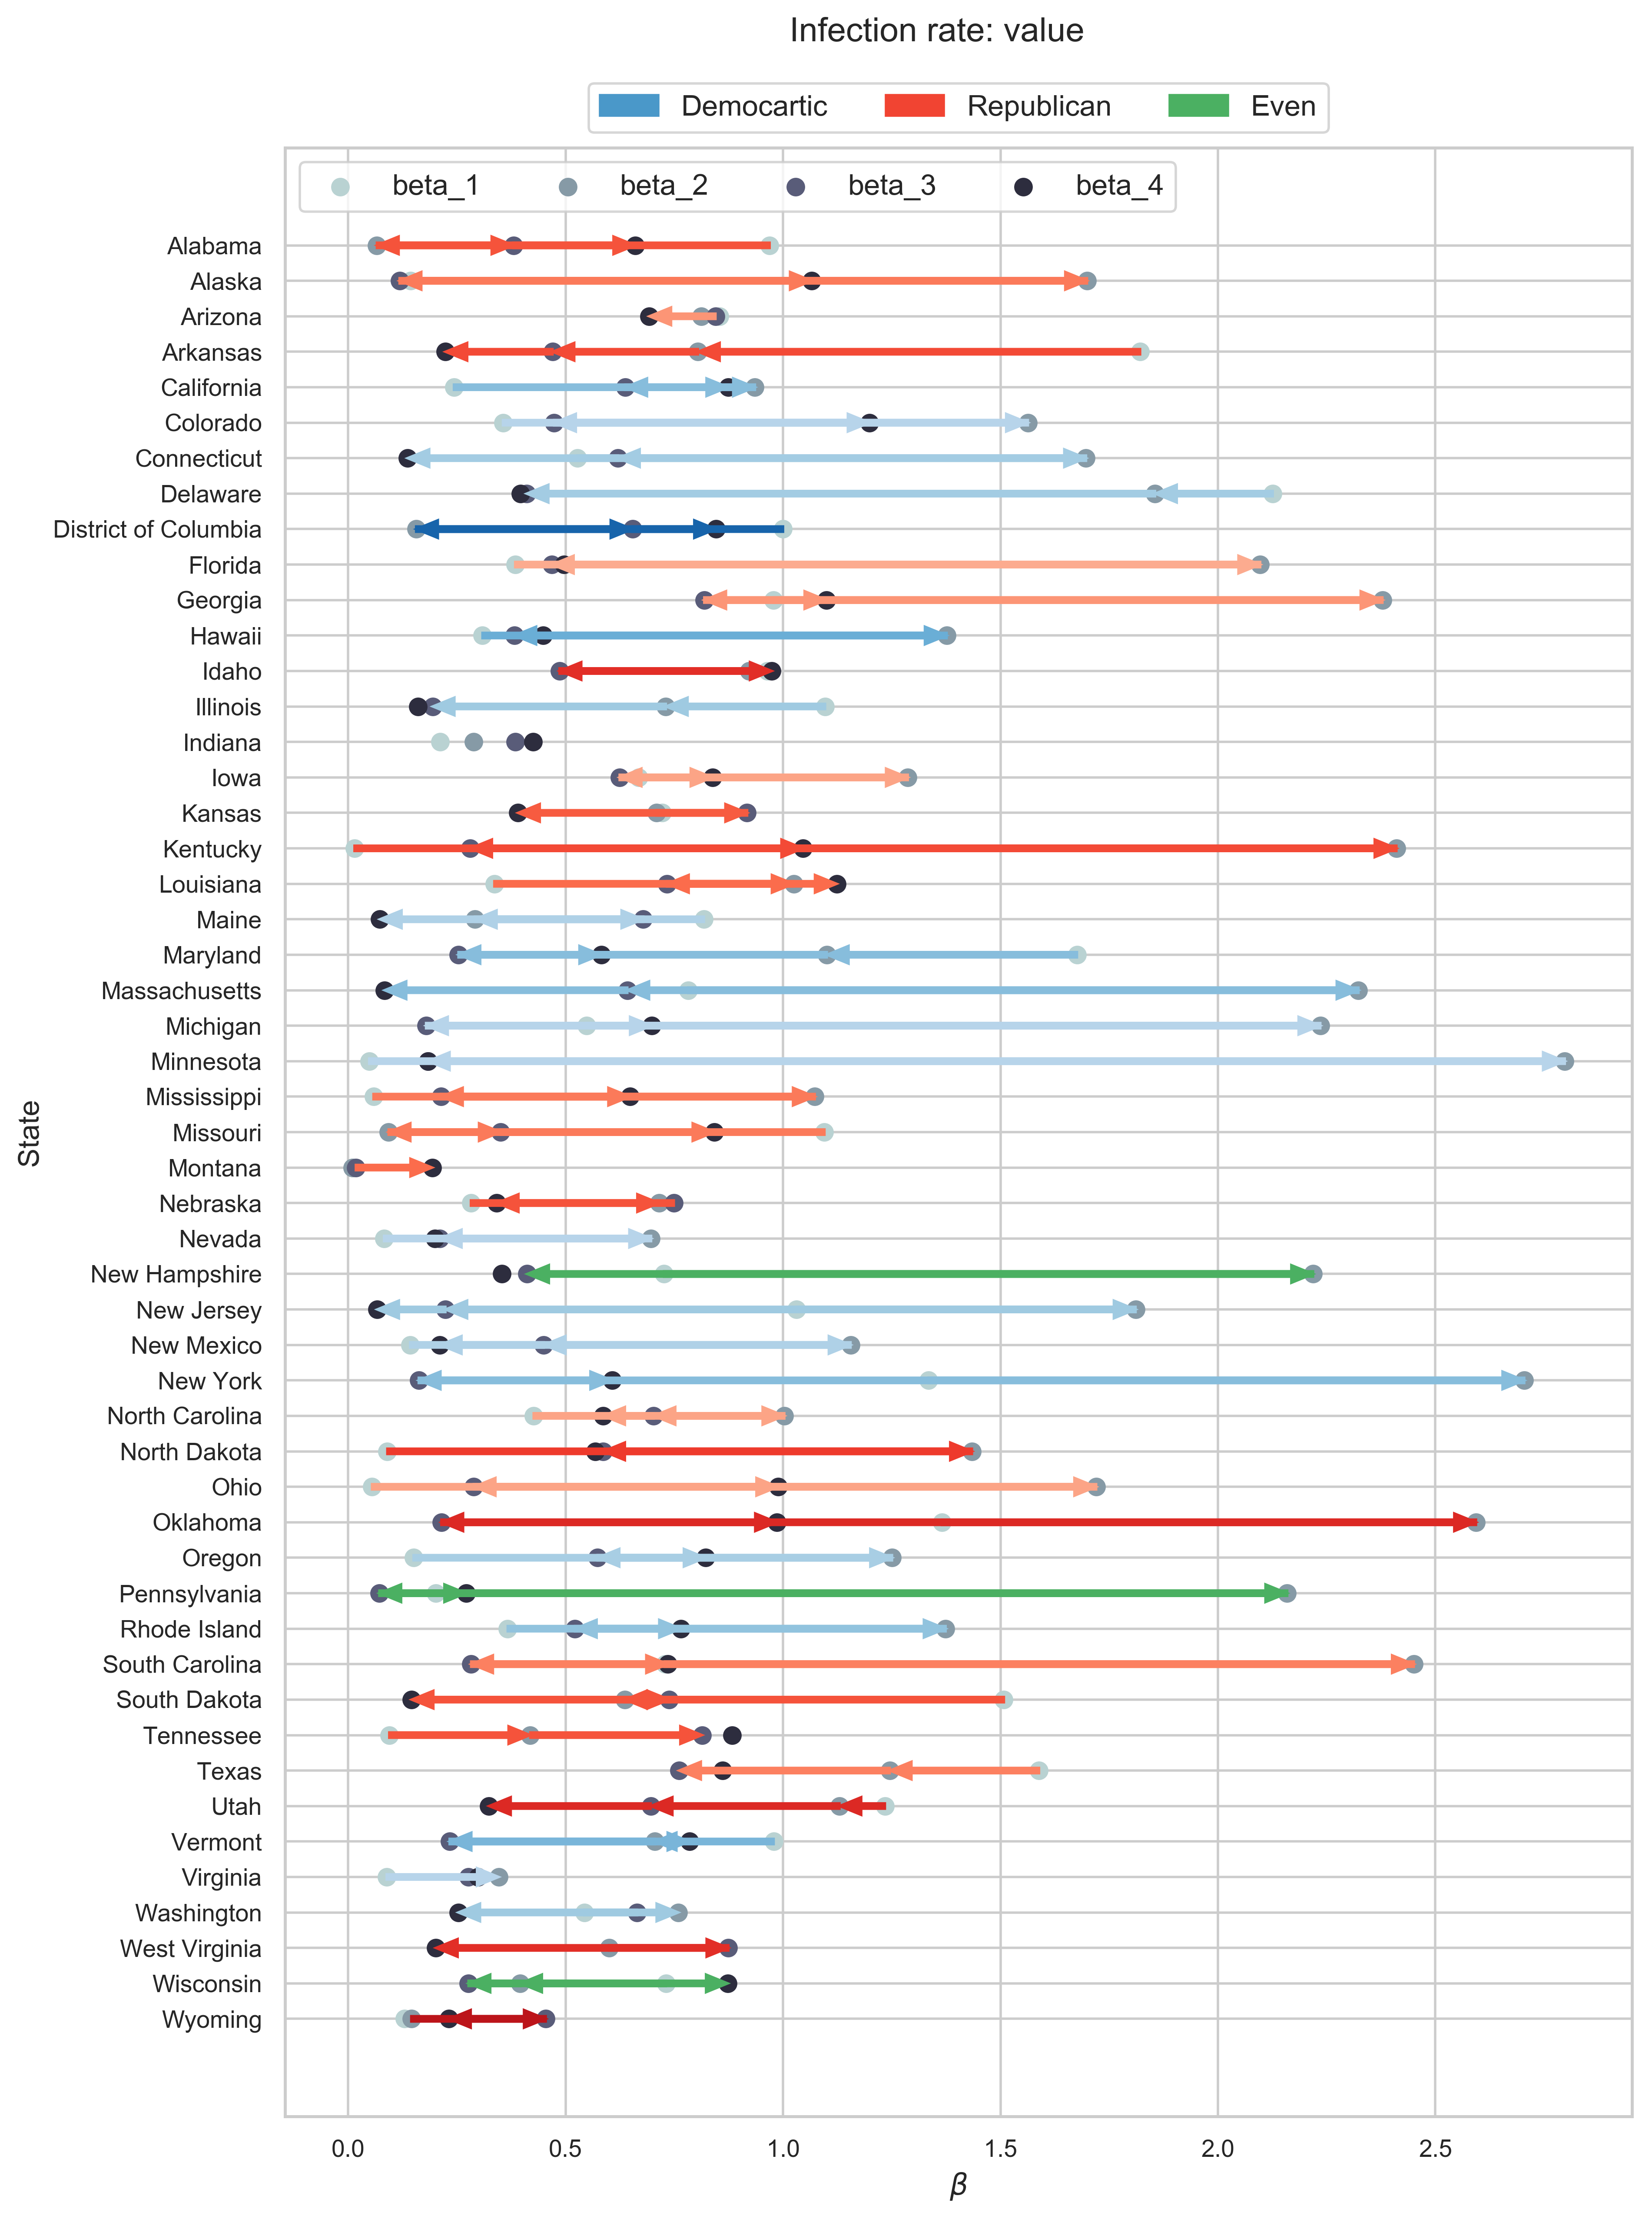 Infection rate: value
Democartic Republican Even
beta_1 beta_2 beta_3 beta_4
Alabama
Alaska
Arizona
Arkansas
California
Colorado
Connecticut
Delaware
District of Columbia
Florida
Georgia
Hawaii
Idaho
Illinois
Indiana
Iowa
Kansas
Kentucky
Louisiana
Maine
Maryland
Massachusetts
Michigan
Minnesota
Mississippi
Missouri
Montana
Nebraska
Nevada
New Hampshire
New Jersey
New Mexico
New York
North Carolina
North Dakota
Ohio
Oklahoma
Oregon
Pennsylvania
Rhode Island
South Carolina
South Dakota
Tennessee
Texas
Utah
Vermont
Virginia
Washington
West Virginia
Wisconsin
Wyoming
State
0.0 0.5 1.0 1.5 2.0 2.5
β